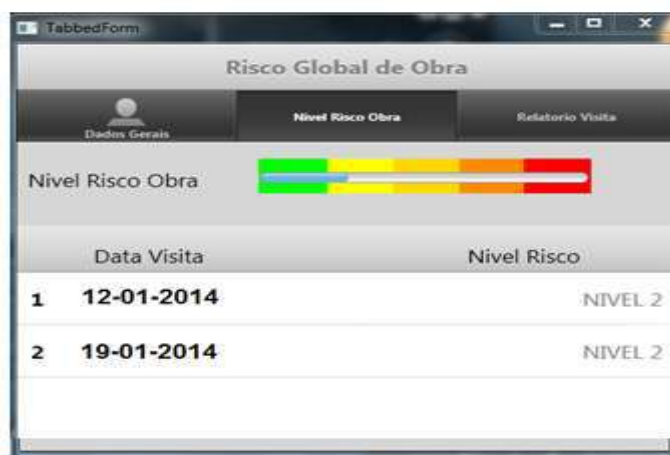 TabbedForm
Risco Global de Obra
Dados Gerais
Nivel Risco Obra
Relatorio Visita
Nivel Risco Obra
Data Visita Nivel Risco
1 12-01-2014 NIVEL 2
2 19-01-2014 NIVEL 2